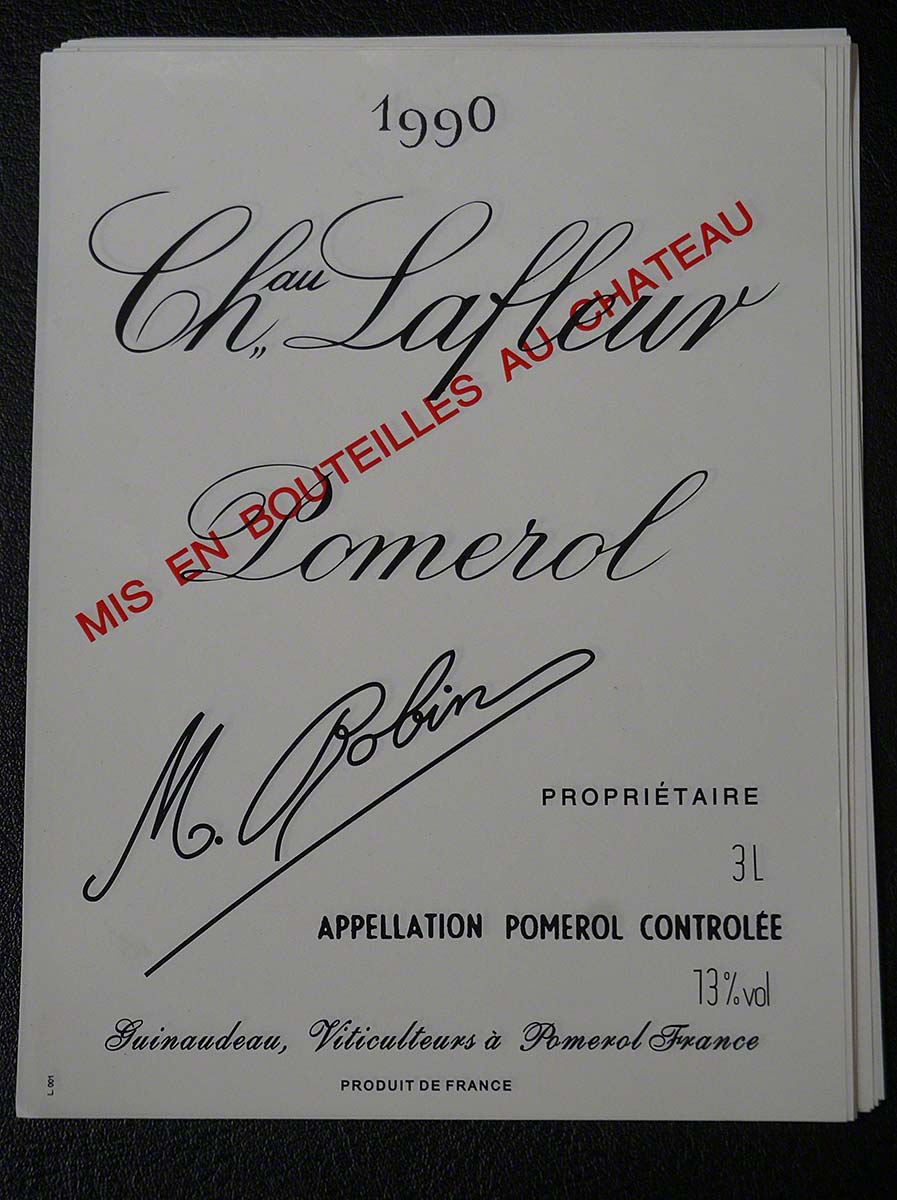 1990
Chau„ Lafleur
MIS EN BOUTEILLES AU CHATEAU
Pomerol
M. Robin
PROPRIÉTAIRE
3L
APPELLATION POMEROL CONTROLÉE
13%vol
Guinaudeau, Viticulteurs à Pomerol France
PRODUIT DE FRANCE
L.001